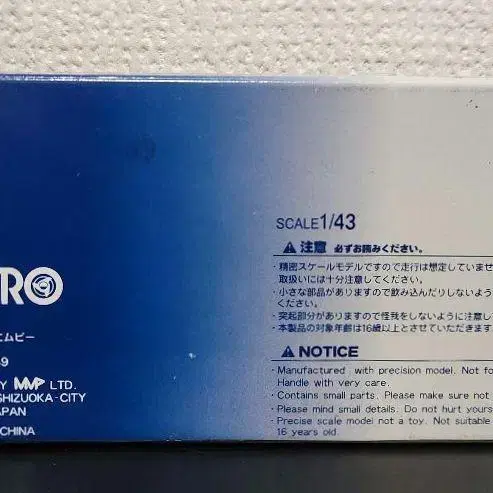 SCALE1/43
RO
⚠ 注意 必ずお読みください。
・精密スケールモデルですので走行は想定していませ
取扱いには十分注意してください。
・小さな部品がありますので飲み込んだりしないよう
ください。
・突起部分がありますので怪我をしないように注意して
・本製品の対象年齢は16歳以上とさせていただきます
エムピー
9
Y MVP LTD.
SHIZUOKA-CITY
APAN
CHINA
⚠ NOTICE
・Manufactured with precision model. Not fo
Handle with very care.
・Contains small parts. Please make sure not
・Please mind small details. Do not hurt yours
・Precise scale model not a toy. Not suitable
16 years old.